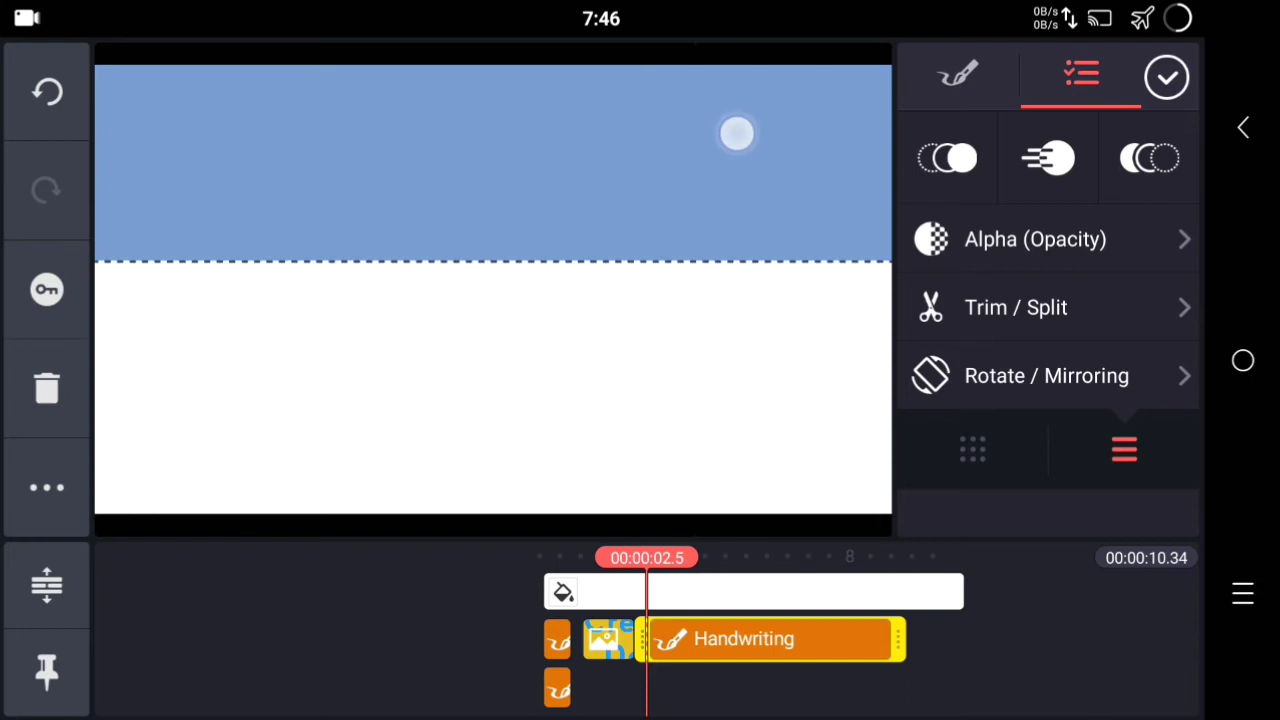 7:46
0B/s
0B/s
Alpha (Opacity)
Trim / Split
Rotate / Mirroring
00:00:02.5
8
00:00:10.34
Handwriting